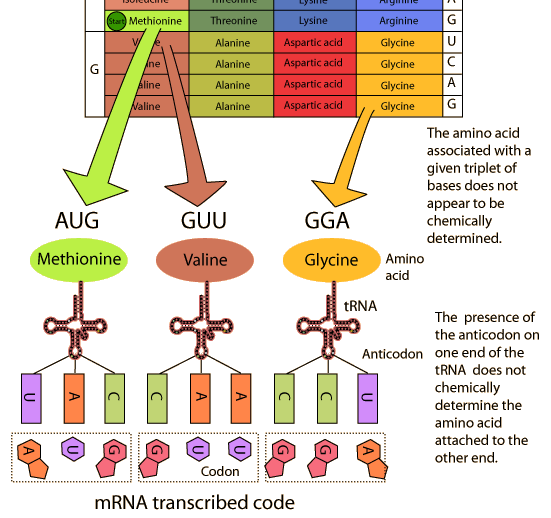 Isoleucine Threonine Lysine Arginine A
Start Methionine Threonine Lysine Arginine G
Valine Alanine Aspartic acid Glycine U
Alanine Aspartic acid Glycine C
G
Valine Alanine Aspartic acid Glycine A
Valine Alanine Aspartic acid Glycine G
The amino acid
associated with a
given triplet of
bases does not
appear to be
chemically
determined.
AUG GUU GGA
Methionine Valine Glycine Amino
acid
tRNA
Anticodon
The presence of
the anticodon on
one end of the
tRNA does not
chemically
determine the
amino acid
attached to the
other end.
U A C C A A C C U
A U G G U U G G A
Codon
mRNA transcribed code